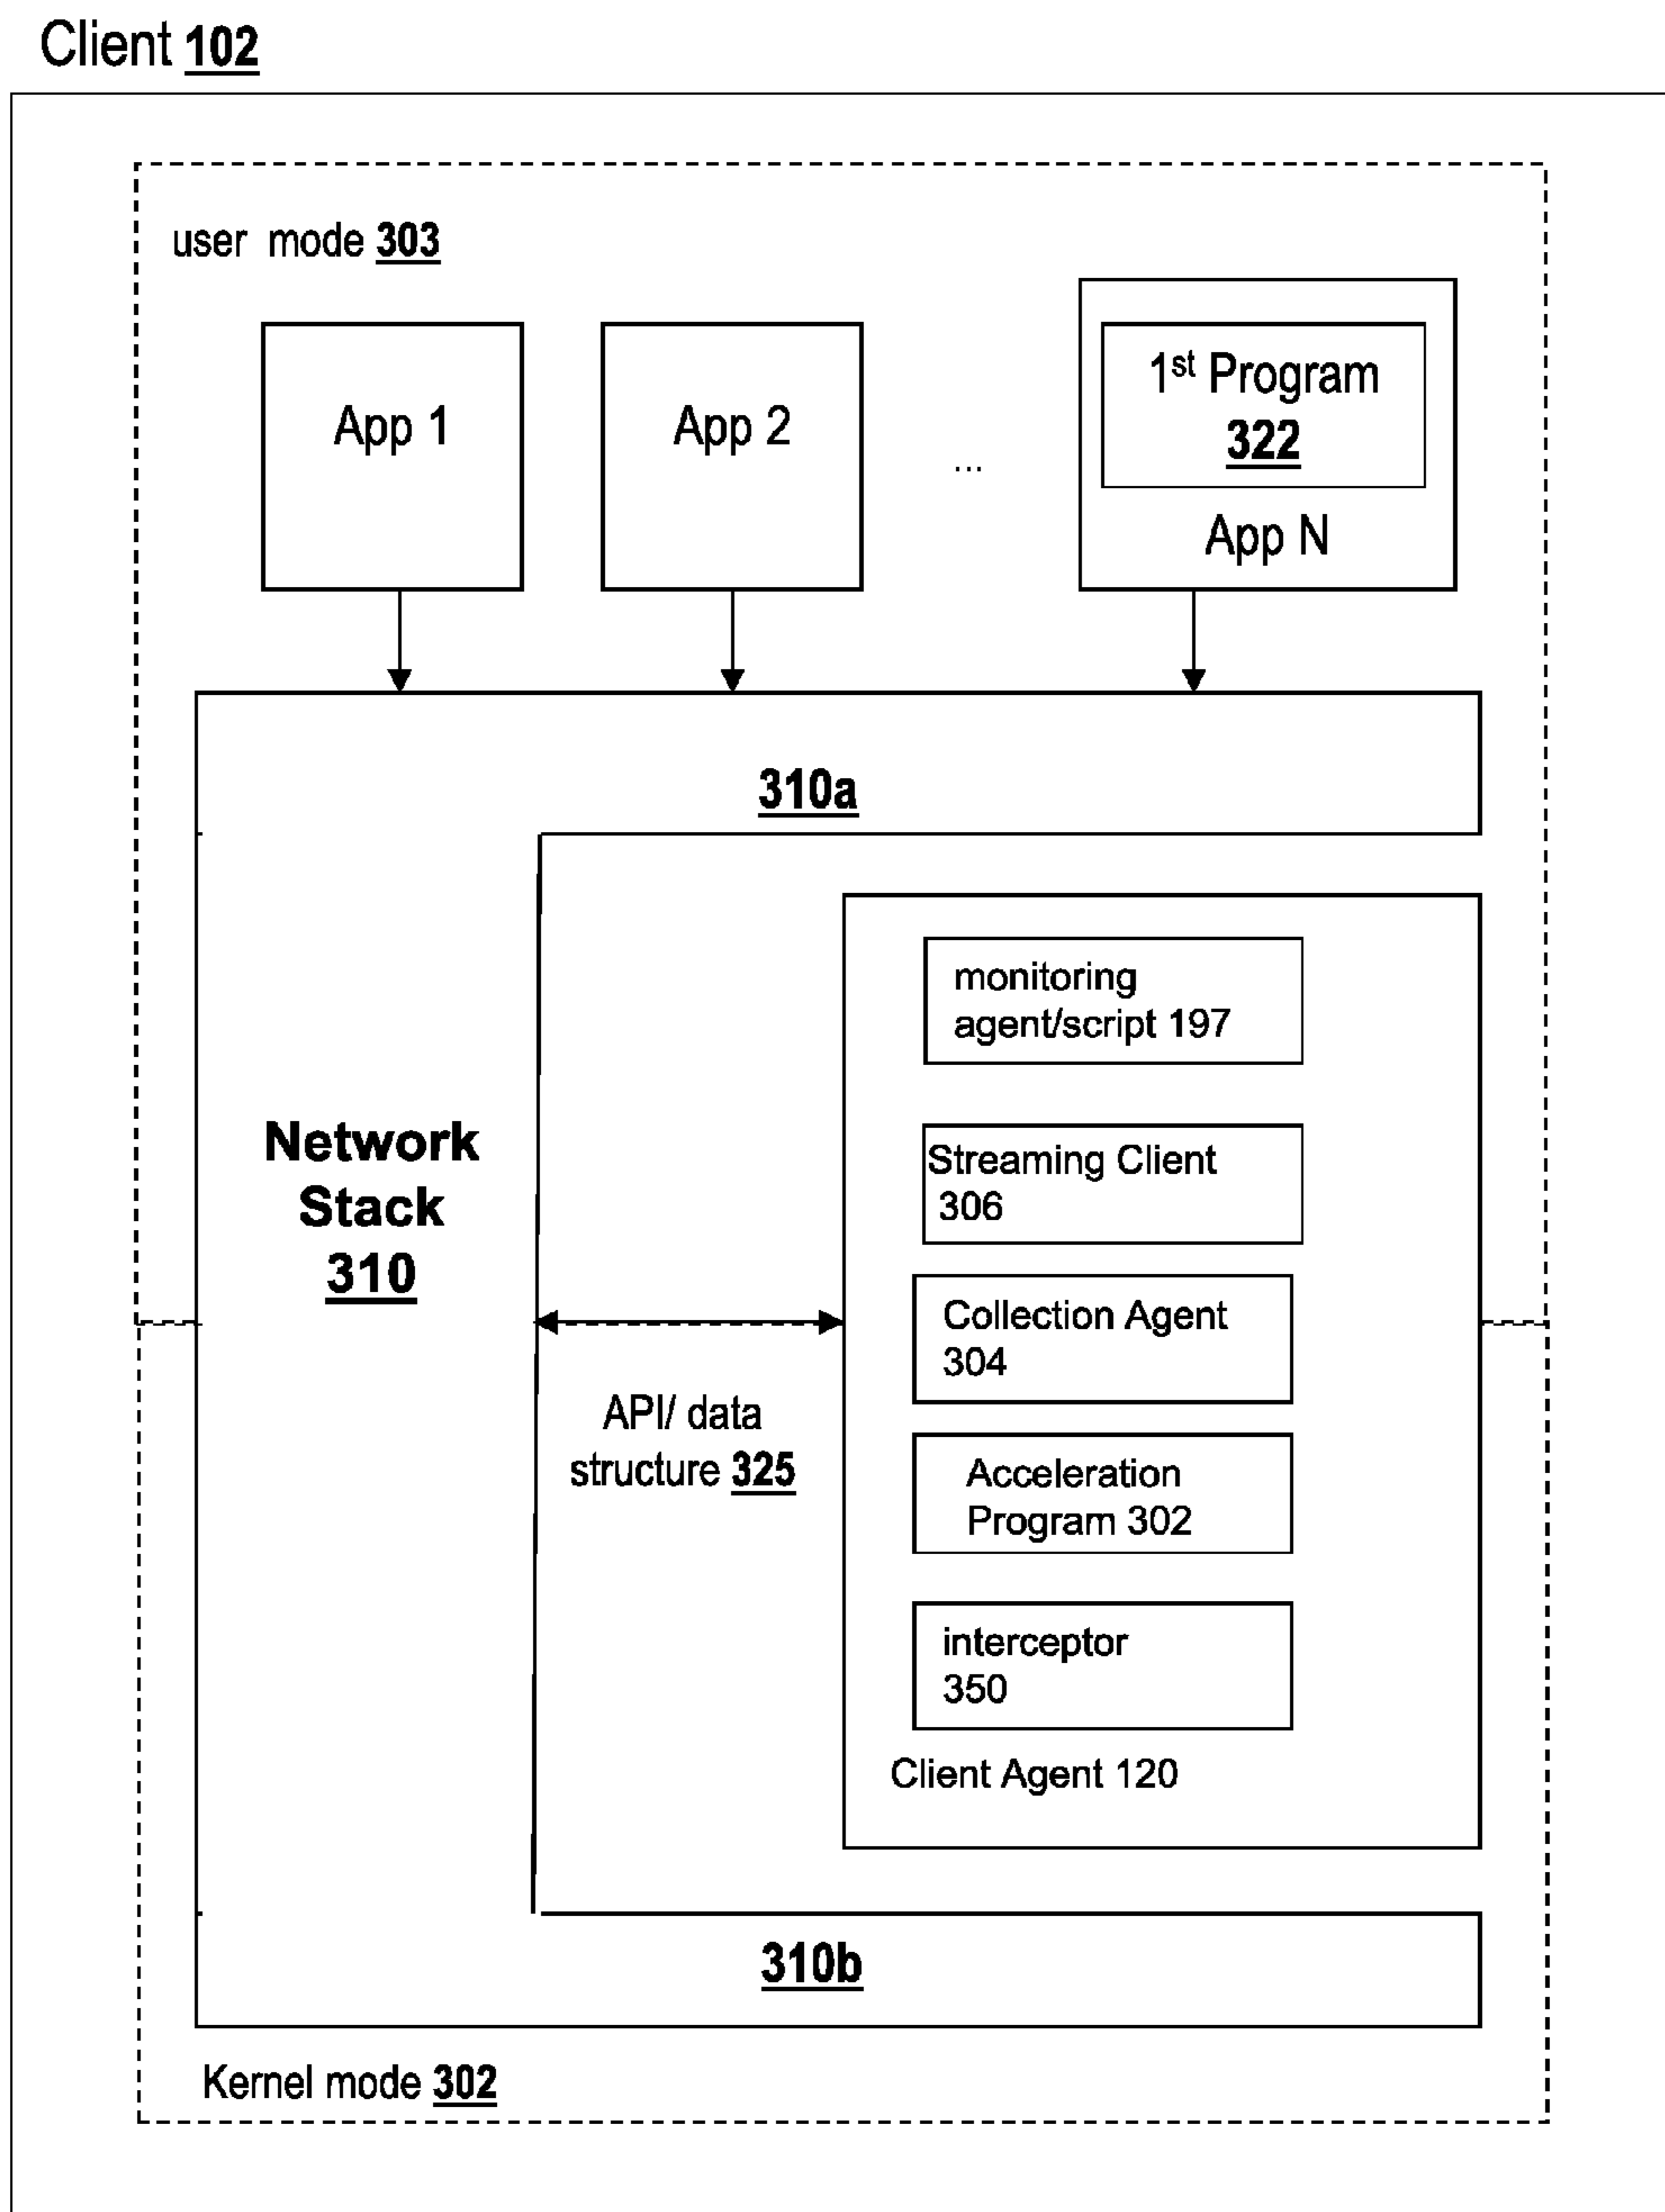 Client 102
user mode 303
App 1
App 2
...
1st Program
322
App N
310a
Network
Stack
310
API/ data
structure 325
monitoring
agent/script 197
Streaming Client
306
Collection Agent
304
Acceleration
Program 302
interceptor
350
Client Agent 120
310b
Kernel mode 302